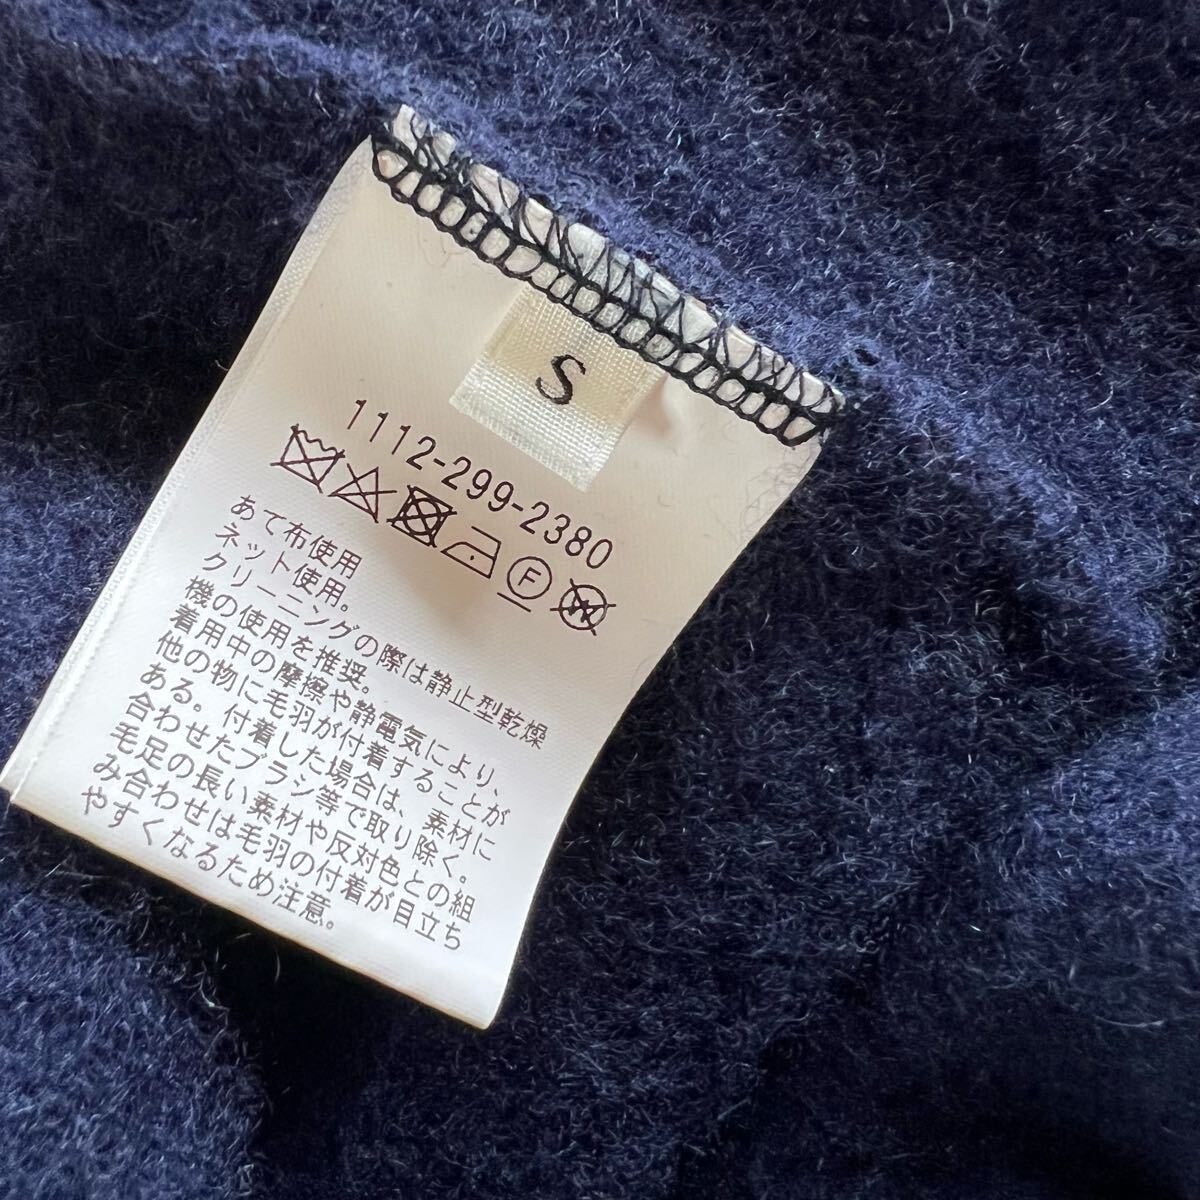 S
1112-299-2380
F
W
あて布使用
ネット使用。
クリーニングの際は静止型乾燥
機の使用を推奨。
着用中の摩擦や静電気により、
他の物に毛羽が付着することが
ある。付着した場合は、素材に
合わせたブラシ等で取り除く。
毛足の長い素材や反対色との組
み合わせは毛羽の付着が目立ち
やすくなるため注意。